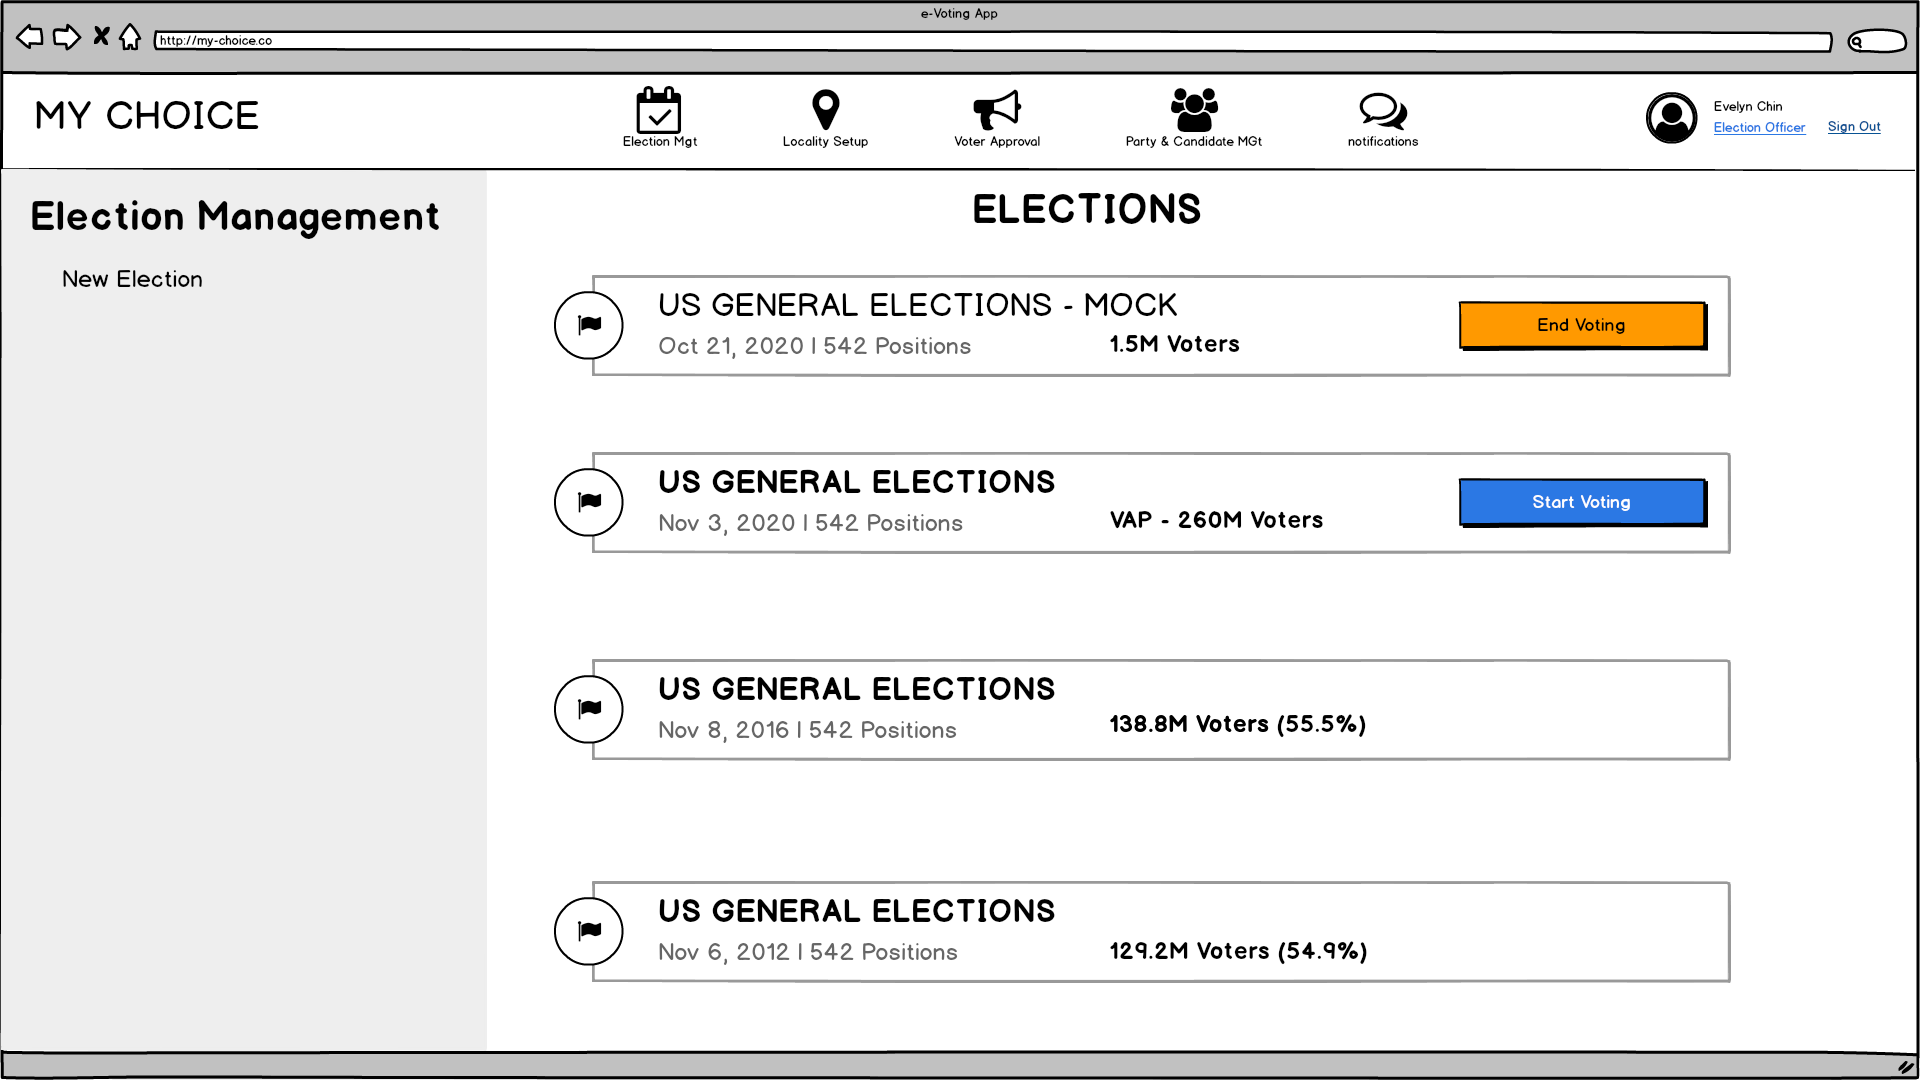 e-Voting App
http://my-choice.co
MY CHOICE
Election Mgt
Locality Setup
Voter Approval
Party & Candidate MGt
notifications
Evelyn Chin
Election Officer
Sign Out
Election Management
New Election
ELECTIONS
US GENERAL ELECTIONS - MOCK
Oct 21, 2020 | 542 Positions
1.5M Voters
End Voting
US GENERAL ELECTIONS
Nov 3, 2020 | 542 Positions
VAP - 260M Voters
Start Voting
US GENERAL ELECTIONS
Nov 8, 2016 | 542 Positions
138.8M Voters (55.5%)
US GENERAL ELECTIONS
Nov 6, 2012 | 542 Positions
129.2M Voters (54.9%)